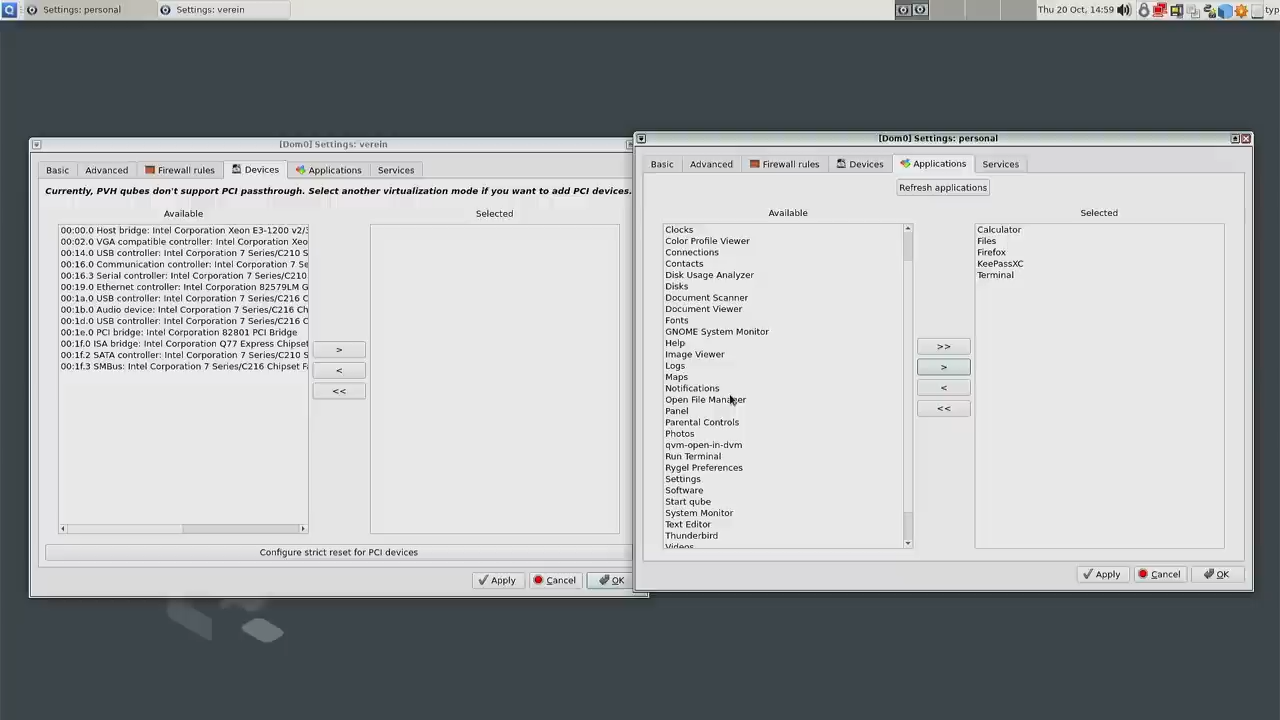 Settings: personal
Settings: verein
Thu 20 Oct, 14:59
typ
[Dom0] Settings: verein
Basic
Advanced
Firewall rules
Devices
Applications
Services
Currently, PVH qubes don't support PCI passthrough. Select another virtualization mode if you want to add PCI devices.
Available
Selected
00:00.0 Host bridge: Intel Corporation Xeon E3-1200 v2/3
00:02.0 VGA compatible controller: Intel Corporation Xeo
00:14.0 USB controller: Intel Corporation 7 Series/C210 S
00:16.0 Communication controller: Intel Corporation 7 Se
00:16.3 Serial controller: Intel Corporation 7 Series/C210
00:19.0 Ethernet controller: Intel Corporation 82579LM G
00:1a.0 USB controller: Intel Corporation 7 Series/C216 C
00:1b.0 Audio device: Intel Corporation 7 Series/C216 Ch
00:1d.0 USB controller: Intel Corporation 7 Series/C216 C
00:1e.0 PCI bridge: Intel Corporation 82801 PCI Bridge
00:1f.0 ISA bridge: Intel Corporation Q77 Express Chipset
00:1f.2 SATA controller: Intel Corporation 7 Series/C210 S
00:1f.3 SMBus: Intel Corporation 7 Series/C216 Chipset Fa
>
<
<<
Configure strict reset for PCI devices
Apply
Cancel
OK
[Dom0] Settings: personal
Basic
Advanced
Firewall rules
Devices
Applications
Services
Refresh applications
Available
Selected
Clocks
Color Profile Viewer
Connections
Contacts
Disk Usage Analyzer
Disks
Document Scanner
Document Viewer
Fonts
GNOME System Monitor
Help
Image Viewer
Logs
Maps
Notifications
Open File Manager
Panel
Parental Controls
Photos
qvm-open-in-dvm
Run Terminal
Rygel Preferences
Settings
Software
Start qube
System Monitor
Text Editor
Thunderbird
Videos
>>
>
<
<<
Calculator
Files
Firefox
KeePassXC
Terminal
Apply
Cancel
OK